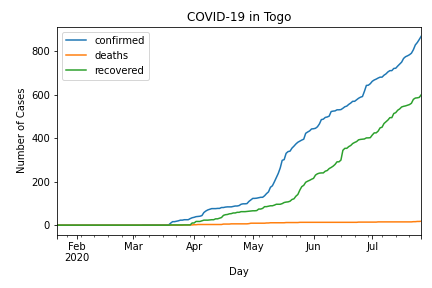 COVID-19 in Togo
confirmed
deaths
recovered
Number of Cases
800
600
400
200
0
Feb
2020
Mar
Apr
May
Jun
Jul
Day